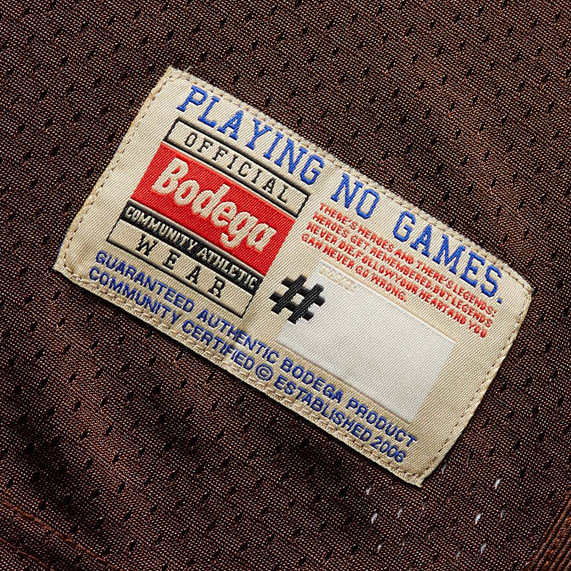 PLAYING NO GAMES.
OFFICIAL
Bodega
COMMUNITY ATHLETIC
WEAR
THERE'S HEROES AND THERE'S LEGENDS;
HEROES GET REMEMBERED BUT LEGENDS
NEVER DIE. FOLLOW YOUR HEART AND YOU
CAN NEVER GO WRONG.
#
GUARANTEED AUTHENTIC BODEGA PRODUCT
COMMUNITY CERTIFIED © ESTABLISHED 2006